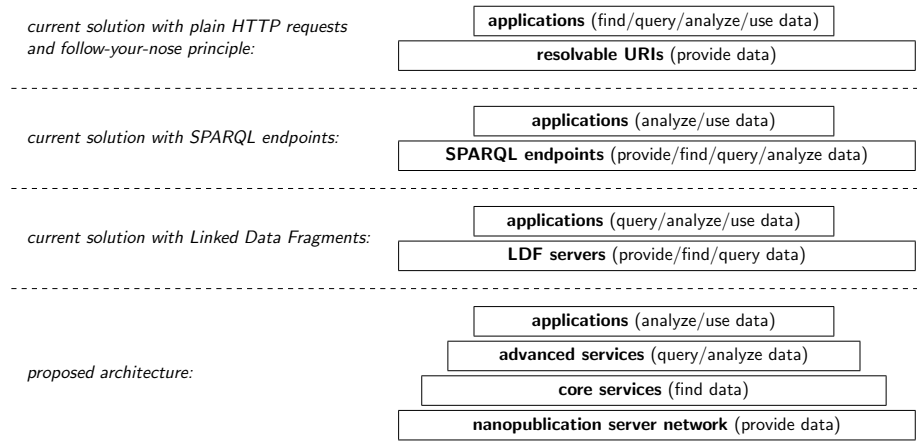 current solution with plain HTTP requests
and follow-your-nose principle:
applications (find/query/analyze/use data)
resolvable URIs (provide data)
current solution with SPARQL endpoints:
applications (analyze/use data)
SPARQL endpoints (provide/find/query/analyze data)
current solution with Linked Data Fragments:
applications (query/analyze/use data)
LDF servers (provide/find/query data)
proposed architecture:
applications (analyze/use data)
advanced services (query/analyze data)
core services (find data)
nanopublication server network (provide data)